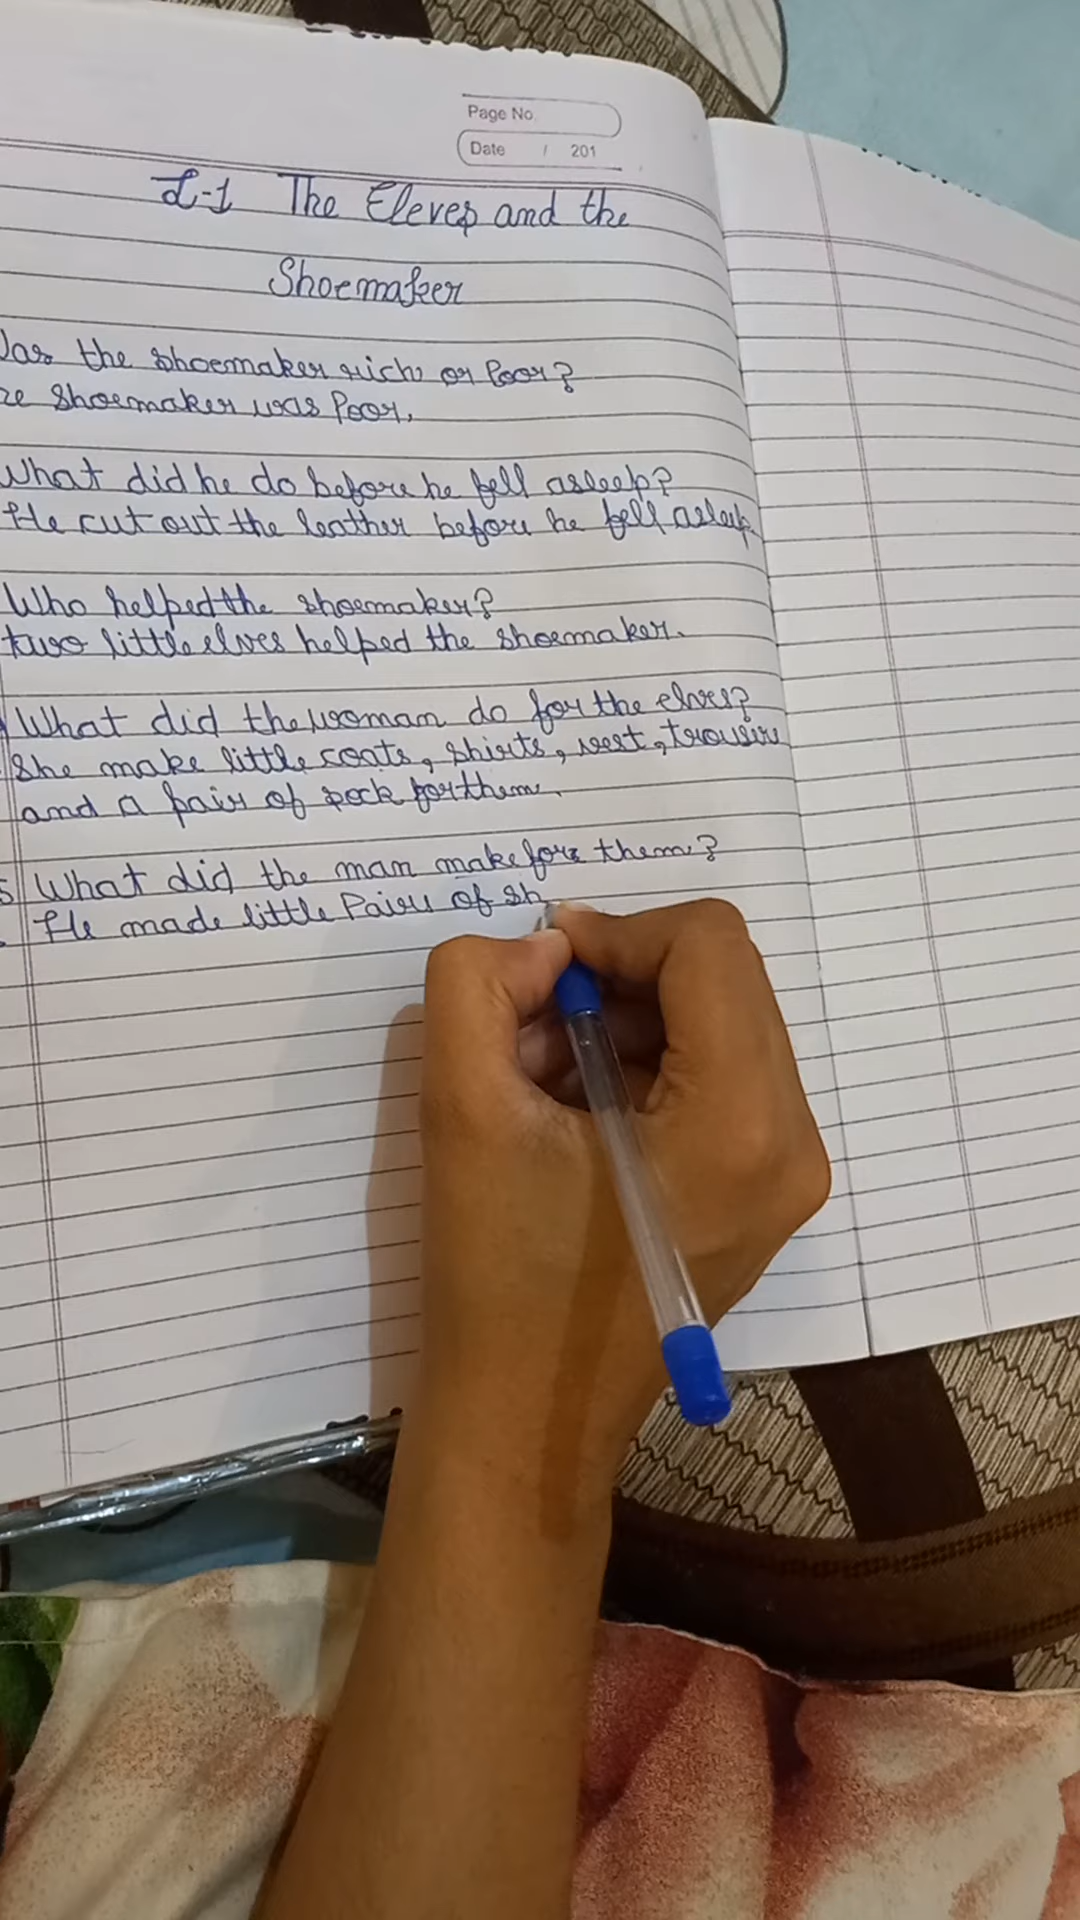 Page No.
Date / 201
L-1 The Eleves and the
Shoemaker
Was the shoemaker rich or Poor?
Shoemaker was Poor.
What did he do before he fell asleep?
He cut out the leather before he fell asleep.
Who helped the shoemaker?
two little elves helped the shoemaker.
What did the woman do for the elves?
She make little coats, shirts, vest, trousers
and a pair of sock for them.
5 What did the man make for them?
He made little Pairs of sh